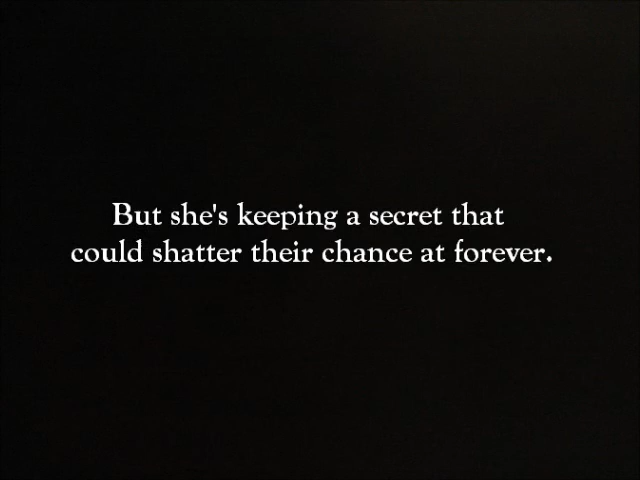 But she's keeping a secret that
could shatter their chance at forever.